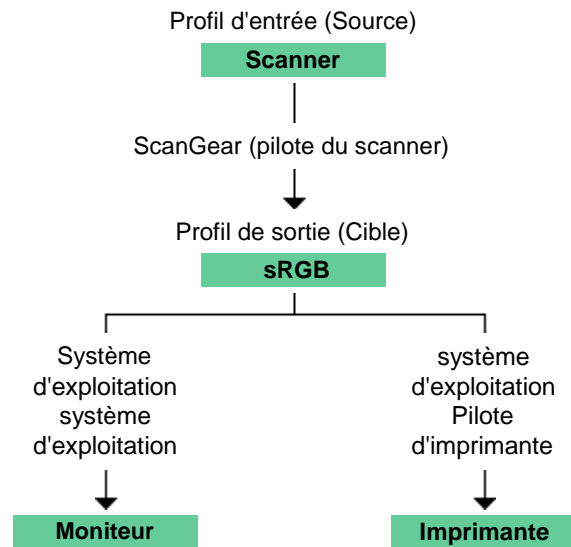 Profil d'entrée (Source)
Scanner
ScanGear (pilote du scanner)
Profil de sortie (Cible)
sRGB
Système
d'exploitation
système
d'exploitation
système
d'exploitation
Pilote
d'imprimante
Moniteur
Imprimante